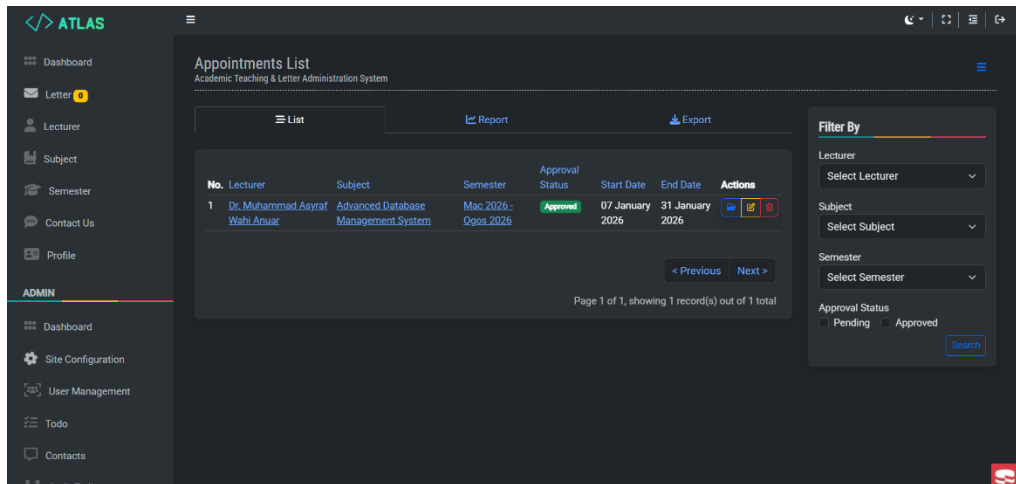 </> ATLAS
Dashboard
Letter 0
Lecturer
Subject
Semester
Contact Us
Profile
ADMIN
Dashboard
Site Configuration
User Management
Todo
Contacts
Appointments List
Academic Teaching & Letter Administration System
List
Report
Export
No. Lecturer Subject Semester Approval Status Start Date End Date Actions
1 Dr. Muhammad Asyraf Advanced Database Mac 2026 - Approved 07 January 31 January
Wahi Anuar Management System Ogos 2026 2026 2026
< Previous Next >
Page 1 of 1, showing 1 record(s) out of 1 total
Filter By
Lecturer
Select Lecturer
Subject
Select Subject
Semester
Select Semester
Approval Status
Pending Approved
Search